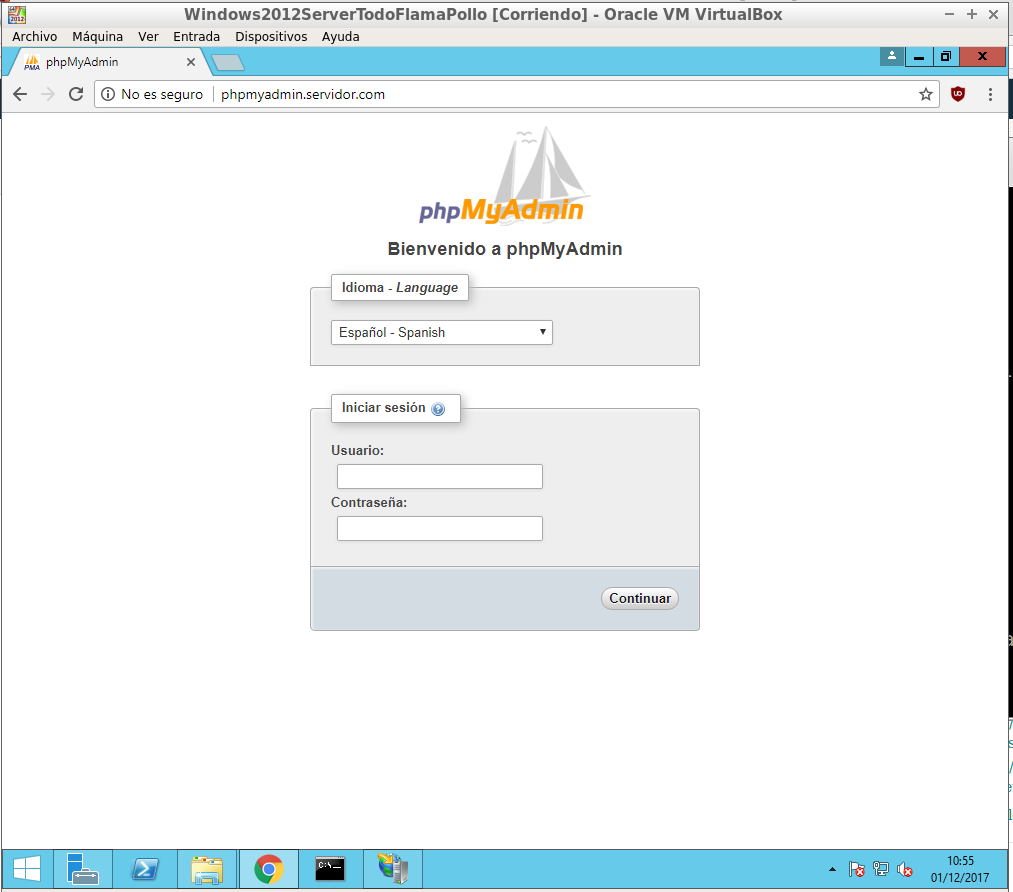 Windows2012ServerTodoFlamaPollo [Corriendo] - Oracle VM VirtualBox
Archivo Máquina Ver Entrada Dispositivos Ayuda
PMA phpMyAdmin
No es seguro phpmyadmin.servidor.com
phpMyAdmin
Bienvenido a phpMyAdmin
Idioma - Language
Español - Spanish
Iniciar sesión
Usuario:
Contraseña:
Continuar
10:55
01/12/2017